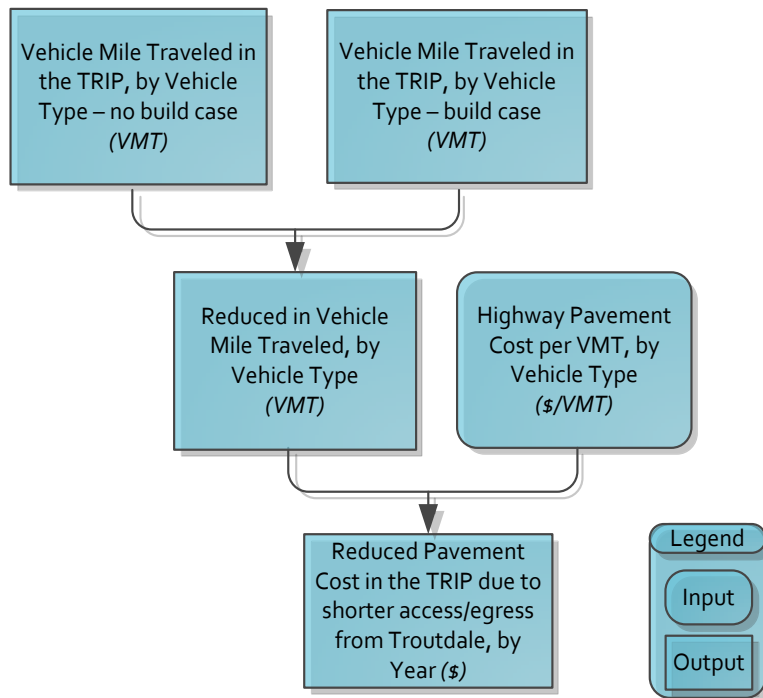 Vehicle Mile Traveled in
the TRIP, by Vehicle
Type – no build case
(VMT)
Vehicle Mile Traveled in
the TRIP, by Vehicle
Type – build case
(VMT)
Reduced in Vehicle
Mile Traveled, by
Vehicle Type
(VMT)
Highway Pavement
Cost per VMT, by
Vehicle Type
($/VMT)
Reduced Pavement
Cost in the TRIP due to
shorter access/egress
from Troutdale, by
Year ($)
Legend
Input
Output